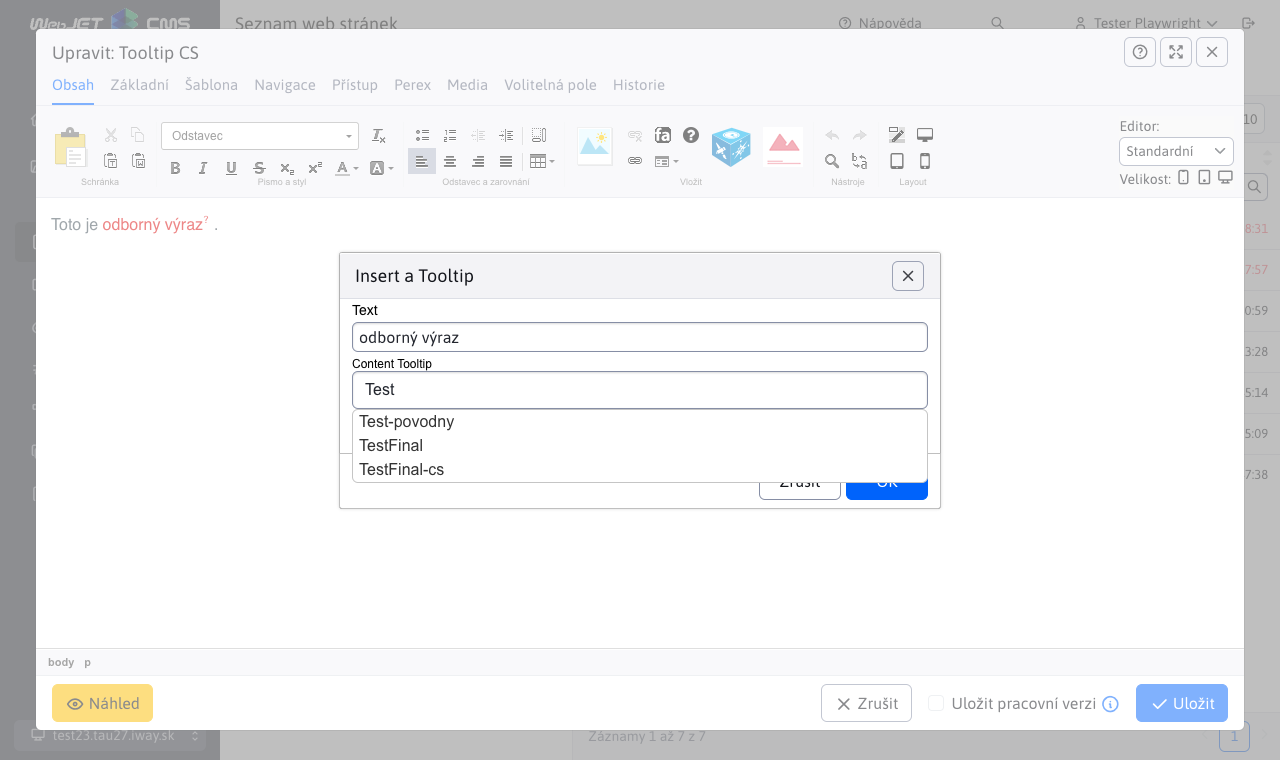 WebJET CMS
Seznam web stránek
Nápověda
Tester Playwright
Upravit: Tooltip CS
Obsah Základní Šablona Navigace Přístup Perex Media Volitelná pole Historie
10
Odstavec
Schránka
Písmo a styl
Odstavec a zarovnání
Vložit
Nástroje
Layout
Editor:
Standardní
Velikost:
Toto je odborný výraz? .
8:31
7:57
0:59
3:28
5:14
5:09
7:38
Insert a Tooltip
Text
odborný výraz
Content Tooltip
Test
Test-povodny
TestFinal
TestFinal-cs
Zrušit OK
body p
Náhled
Zrušit
Uložit pracovní verzi
Uložit
test23.tau27.iway.sk
Záznamy 1 až 7 z 7
1